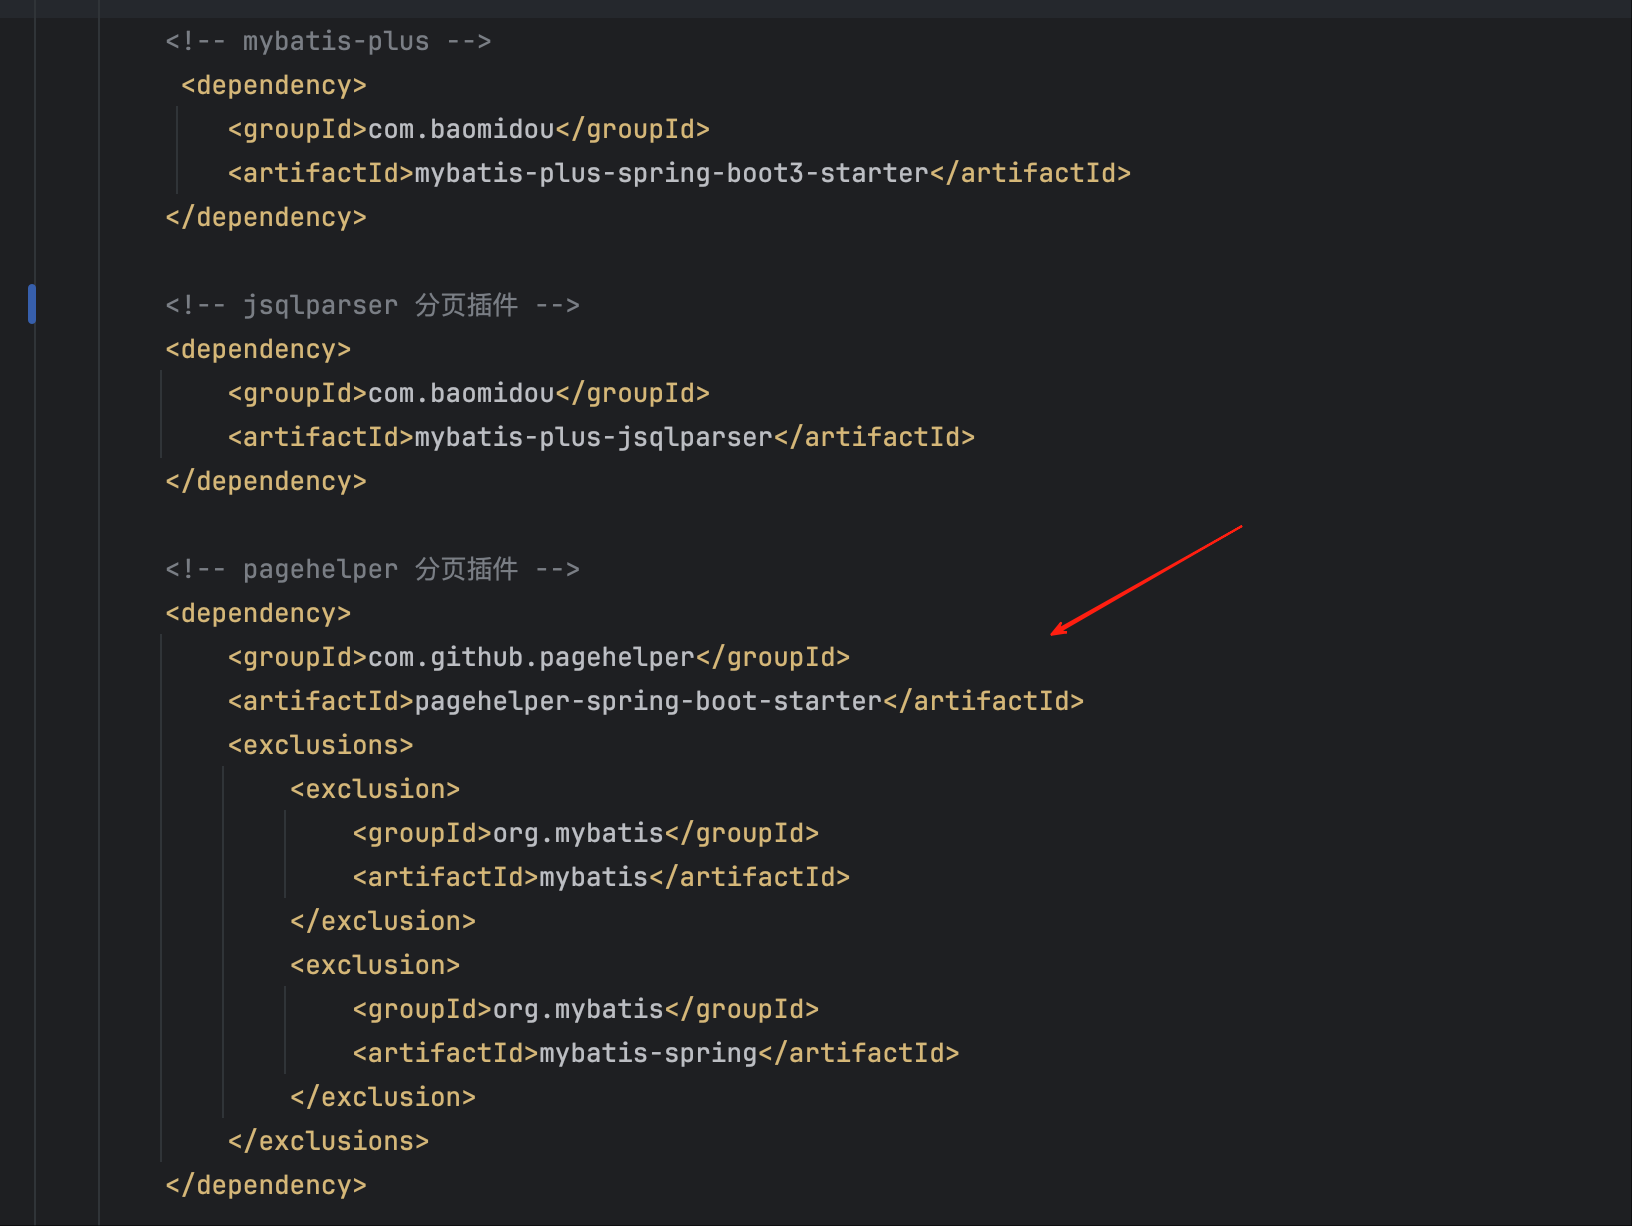 <!-- mybatis-plus -->
<dependency>
<groupId>com.baomidou</groupId>
<artifactId>mybatis-plus-spring-boot3-starter</artifactId>
</dependency>
<!-- jsqlparser 分页插件 -->
<dependency>
<groupId>com.baomidou</groupId>
<artifactId>mybatis-plus-jsqlparser</artifactId>
</dependency>
<!-- pagehelper 分页插件 -->
<dependency>
<groupId>com.github.pagehelper</groupId>
<artifactId>pagehelper-spring-boot-starter</artifactId>
<exclusions>
<exclusion>
<groupId>org.mybatis</groupId>
<artifactId>mybatis</artifactId>
</exclusion>
<exclusion>
<groupId>org.mybatis</groupId>
<artifactId>mybatis-spring</artifactId>
</exclusion>
</exclusions>
</dependency>